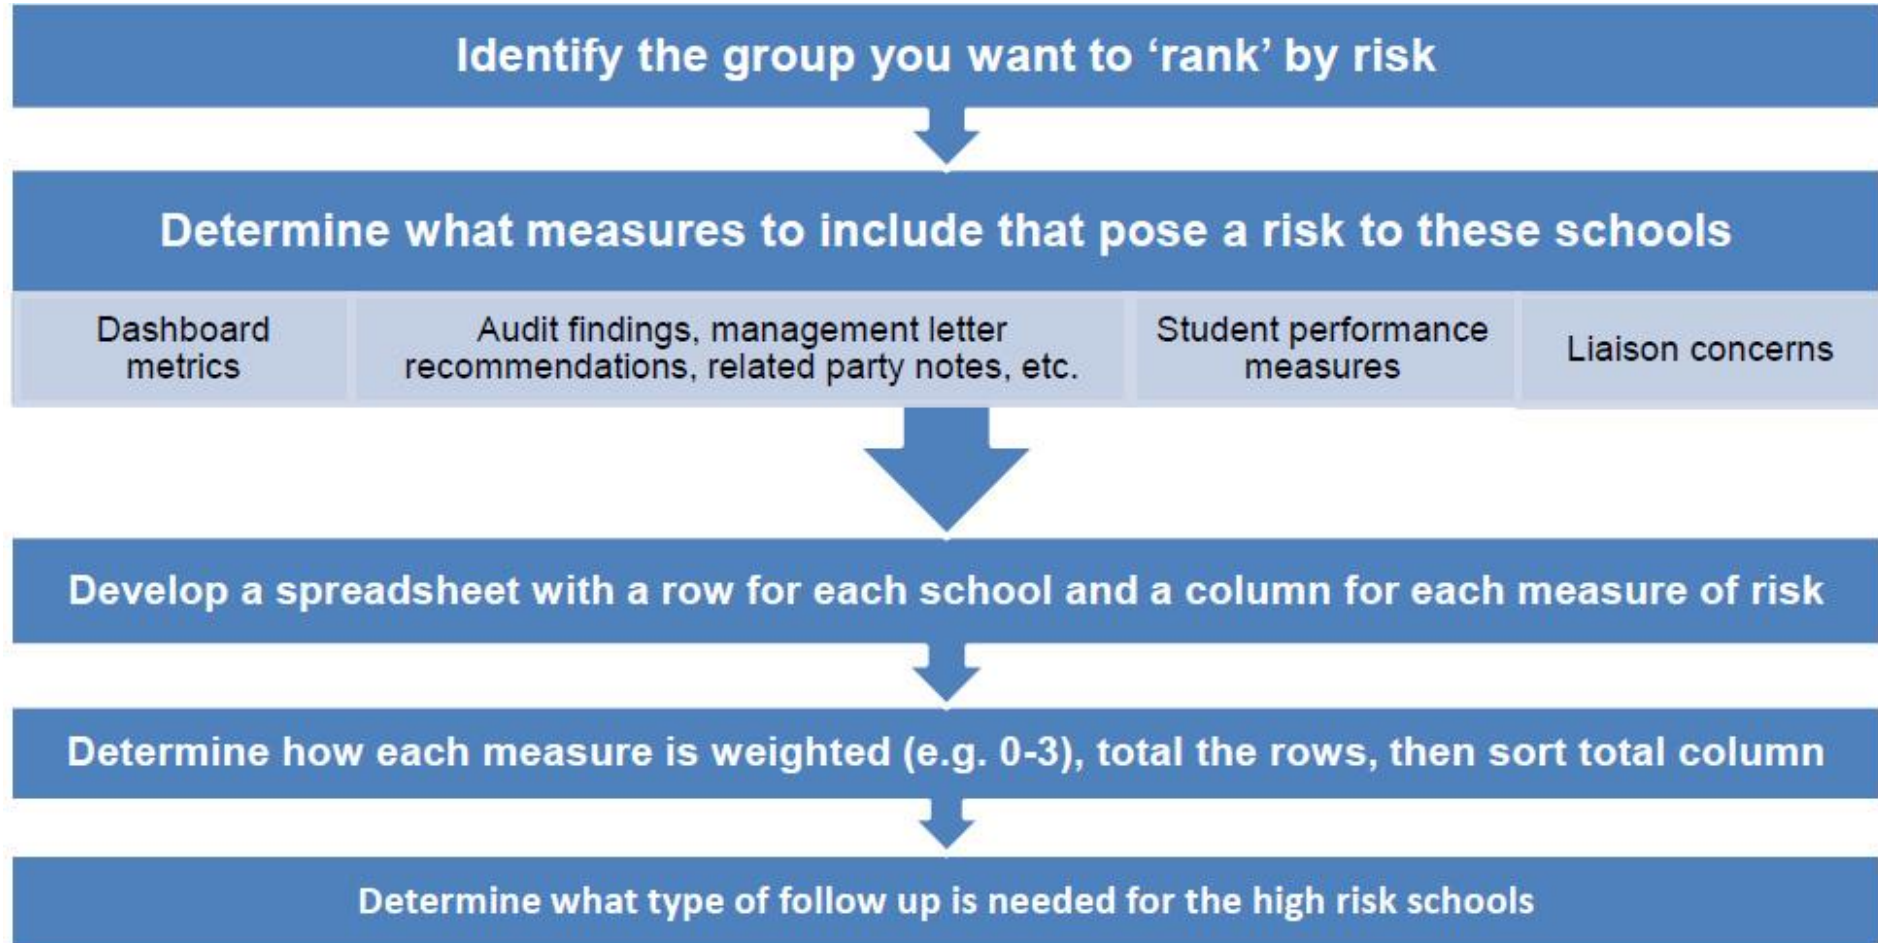 Identify the group you want to ‘rank’ by risk
Determine what measures to include that pose a risk to these schools
Dashboard
metrics
Audit findings, management letter
recommendations, related party notes, etc.
Student performance
measures
Liaison concerns
Develop a spreadsheet with a row for each school and a column for each measure of risk
Determine how each measure is weighted (e.g. 0-3), total the rows, then sort total column
Determine what type of follow up is needed for the high risk schools